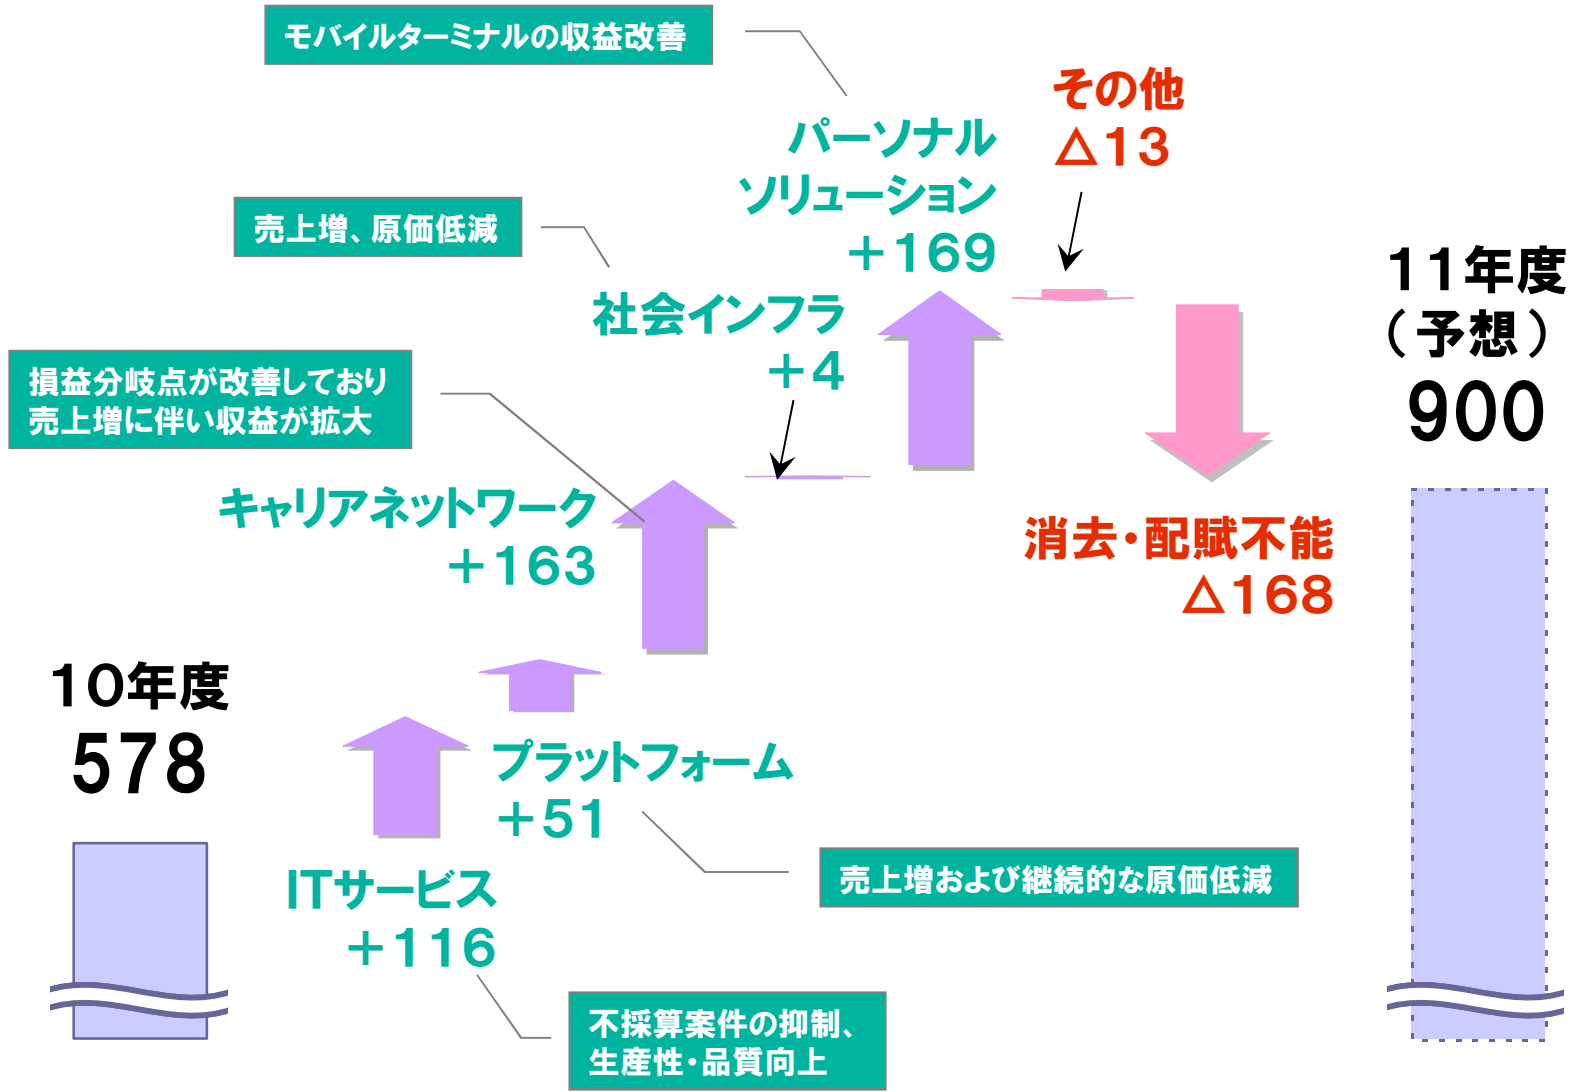 モバイルターミナルの収益改善
その他
△13
パーソナル
ソリューション
+169
売上増、原価低減
社会インフラ
+4
11年度
(予想)
900
損益分岐点が改善しており
売上増に伴い収益が拡大
キャリアネットワーク
+163
消去・配賦不能
△168
10年度
578
プラットフォーム
+51
売上増および継続的な原価低減
ITサービス
+116
不採算案件の抑制、
生産性・品質向上